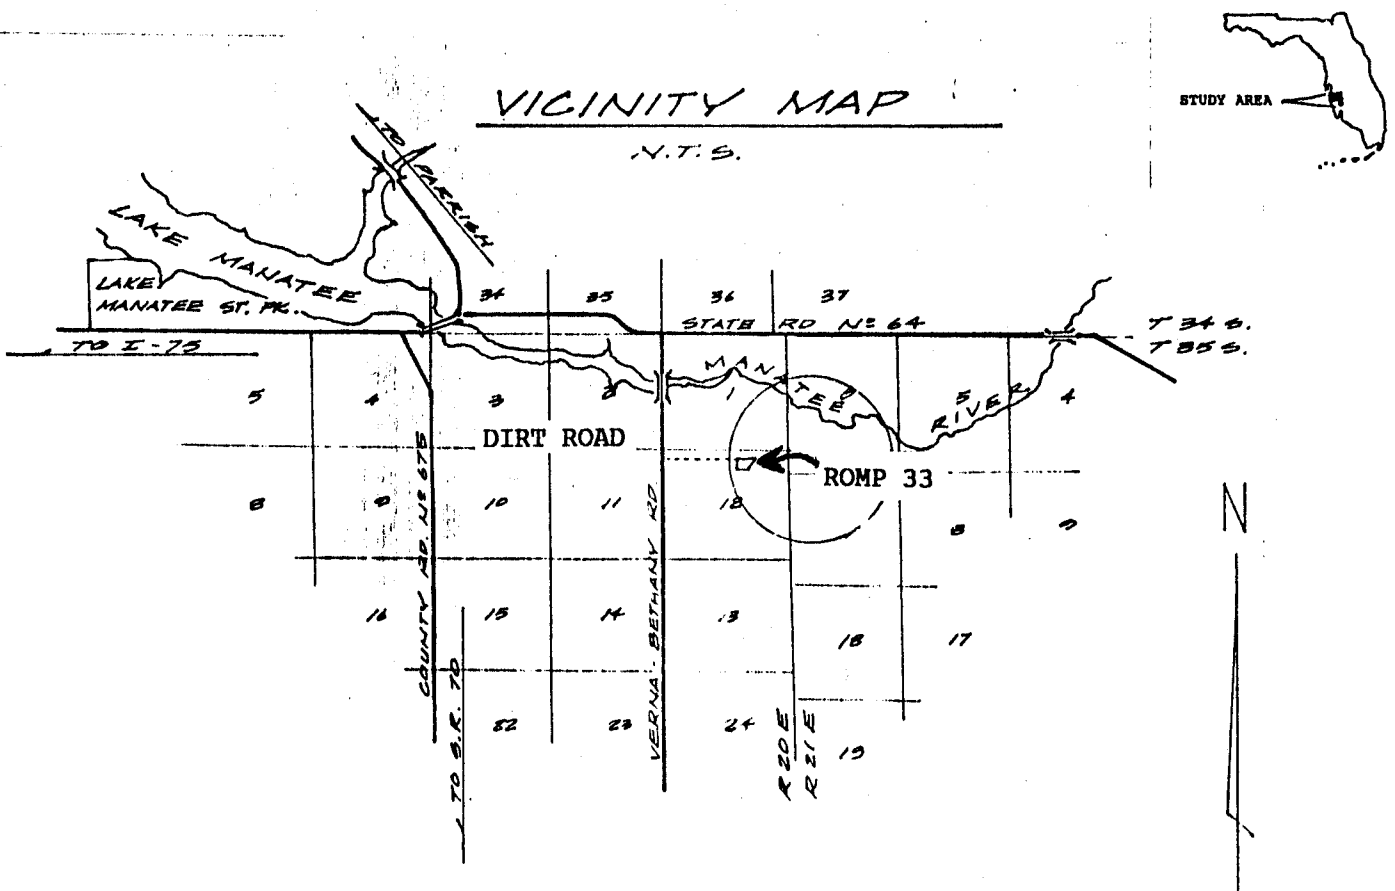 VICINITY MAP
N.T.S.
STUDY AREA
TO PARRISH
LAKE MANATEE
LAKE
MANATEE ST. PK.
34 35 36 37
STATE RD Nº 64
T 34 S.
T 35 S.
TO I-75
MANATEE RIVER
5 4 3 2 1 5 4
DIRT ROAD
ROMP 33
8 9 10 11 12 8 9
N
COUNTY RD. Nº 675
VERNA-BETHANY RD.
16 15 14 13 18 17
TO S.R. 70
22 23 24 19
R 20 E
R 21 E